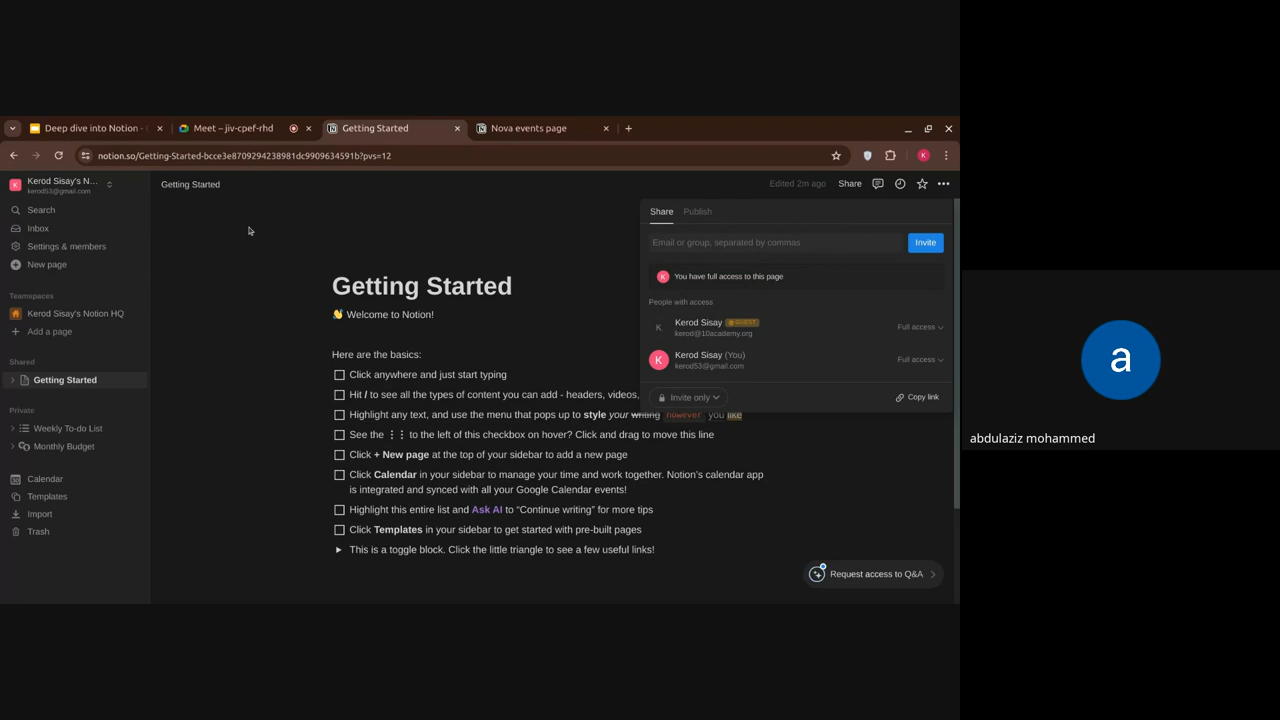 Deep dive into Notion -
Meet – jiv-cpef-rhd
Getting Started
Nova events page
notion.so/Getting-Started-bcce3e8709294238981dc9909634591b?pvs=12
K
K
Kerod Sisay's N...
kerod53@gmail.com
Search
Inbox
Settings & members
New page
Teamspaces
Kerod Sisay's Notion HQ
Add a page
Shared
Getting Started
Private
Weekly To-do List
Monthly Budget
Calendar
Templates
Import
Trash
Getting Started
Edited 2m ago
Share
Getting Started
👋 Welcome to Notion!
Here are the basics:
Click anywhere and just start typing
Hit / to see all the types of content you can add - headers, videos,
Highlight any text, and use the menu that pops up to style your writing however you like
See the ⋮⋮ to the left of this checkbox on hover? Click and drag to move this line
Click + New page at the top of your sidebar to add a new page
Click Calendar in your sidebar to manage your time and work together. Notion's calendar app
is integrated and synced with all your Google Calendar events!
Highlight this entire list and Ask AI to “Continue writing” for more tips
Click Templates in your sidebar to get started with pre-built pages
This is a toggle block. Click the little triangle to see a few useful links!
Share Publish
Email or group, separated by commas
Invite
K You have full access to this page
People with access
K
Kerod Sisay GUEST
kerod@10academy.org
Full access
K
Kerod Sisay (You)
kerod53@gmail.com
Full access
Invite only
Copy link
Request access to Q&A
a
abdulaziz mohammed